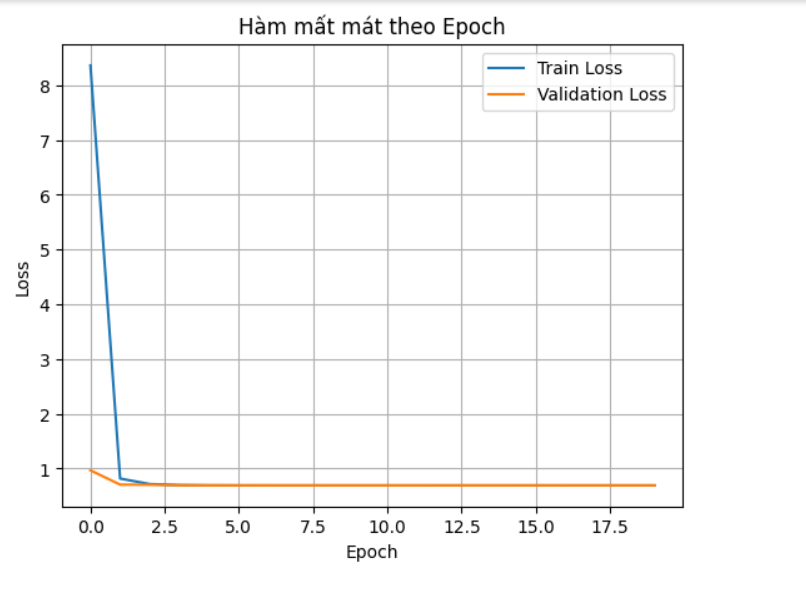 Hàm mất mát theo Epoch
Train Loss
Validation Loss
8
7
6
5
4
3
2
1
Loss
0.0 2.5 5.0 7.5 10.0 12.5 15.0 17.5
Epoch